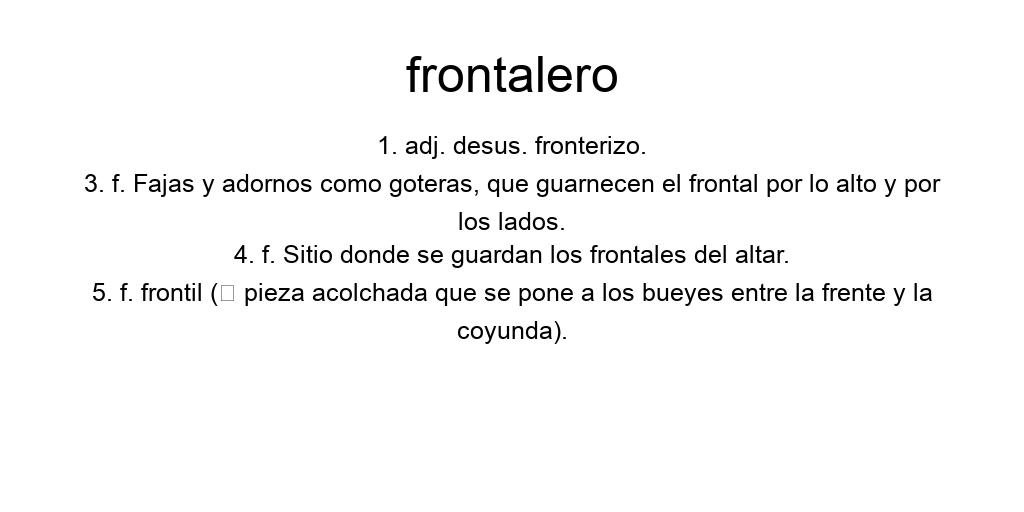 frontalero
1. adj. desus. fronterizo.
3. f. Fajas y adornos como goteras, que guarnecen el frontal por lo alto y por
los lados.
4. f. Sitio donde se guardan los frontales del altar.
5. f. frontil (□ pieza acolchada que se pone a los bueyes entre la frente y la
coyunda).